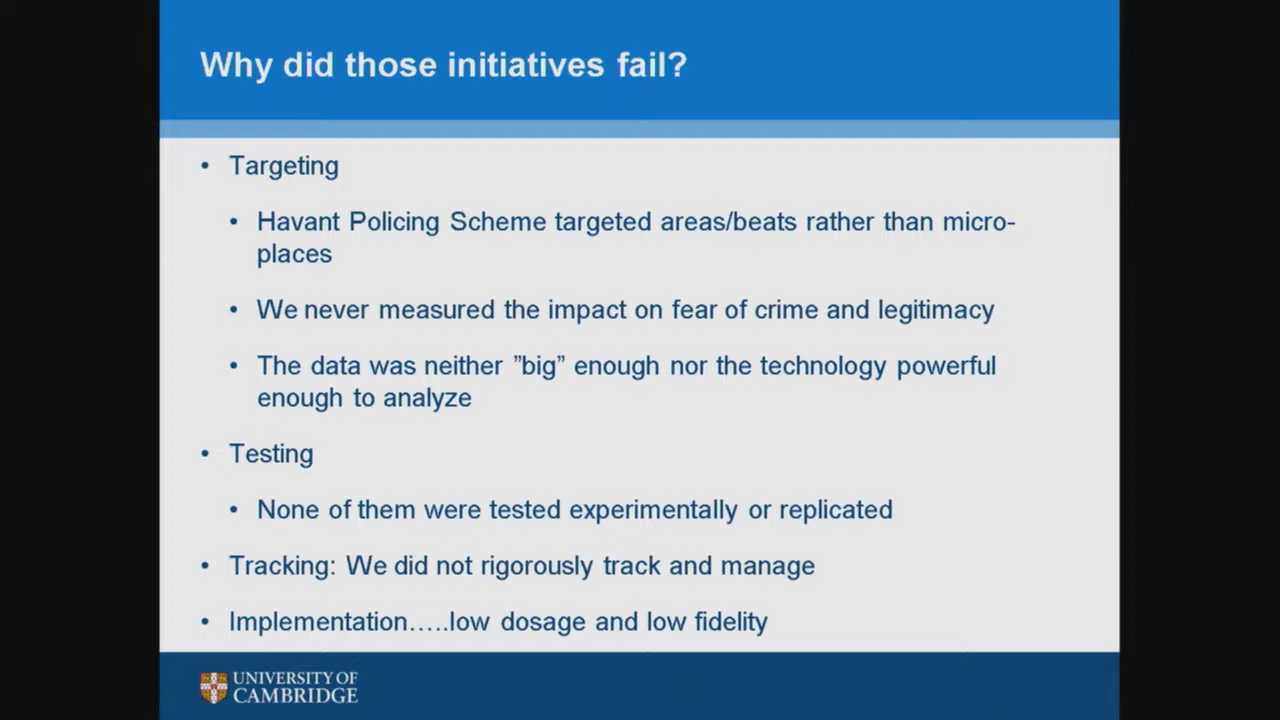 Why did those initiatives fail?
• Targeting
• Havant Policing Scheme targeted areas/beats rather than micro-
places
• We never measured the impact on fear of crime and legitimacy
• The data was neither ”big” enough nor the technology powerful
enough to analyze
• Testing
• None of them were tested experimentally or replicated
• Tracking: We did not rigorously track and manage
• Implementation…..low dosage and low fidelity
UNIVERSITY OF
CAMBRIDGE